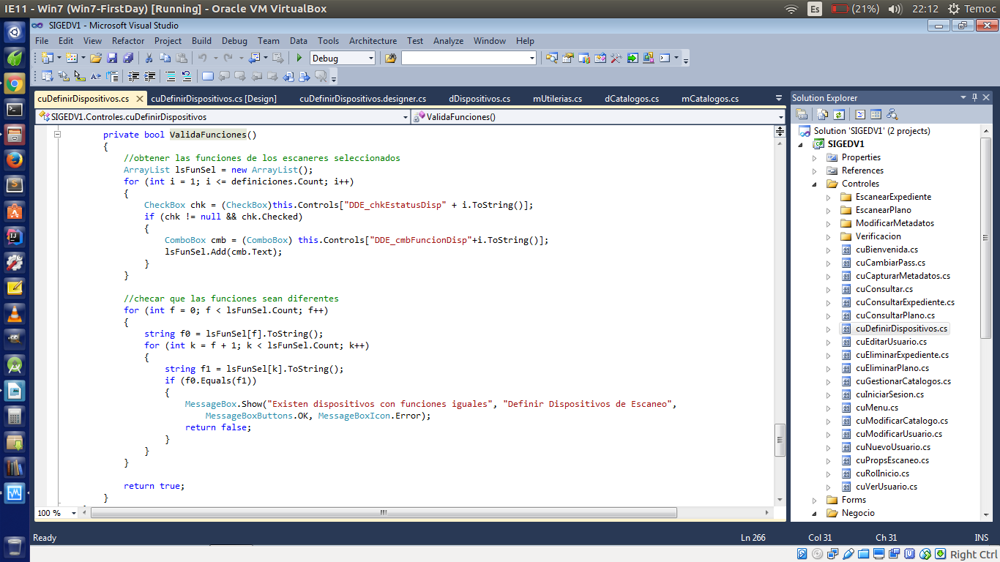 IE11 - Win7 (Win7-FirstDay) [Running] - Oracle VM VirtualBox
Es
(21%)
22:12
Temoc
SIGEDV1 - Microsoft Visual Studio
File Edit View Refactor Project Build Debug Team Data Tools Architecture Test Analyze Window Help
Debug
cuDefinirDispositivos.cs cuDefinirDispositivos.cs [Design] cuDefinirDispositivos.designer.cs dDispositivos.cs mUtilerias.cs dCatalogos.cs mCatalogos.cs
SIGEDV1.Controles.cuDefinirDispositivos
ValidaFunciones()
private bool ValidaFunciones()
{
//obtener las funciones de los escaneres seleccionados
ArrayList lsFunSel = new ArrayList();
for (int i = 1; i <= definiciones.Count; i++)
{
CheckBox chk = (CheckBox)this.Controls["DDE_chkEstatusDisp" + i.ToString()];
if (chk != null && chk.Checked)
{
ComboBox cmb = (ComboBox) this.Controls["DDE_cmbFuncionDisp"+i.ToString()];
lsFunSel.Add(cmb.Text);
}
}
//checar que las funciones sean diferentes
for (int f = 0; f < lsFunSel.Count; f++)
{
string f0 = lsFunSel[f].ToString();
for (int k = f + 1; k < lsFunSel.Count; k++)
{
string f1 = lsFunSel[k].ToString();
if (f0.Equals(f1))
{
MessageBox.Show("Existen dispositivos con funciones iguales", "Definir Dispositivos de Escaneo",
MessageBoxButtons.OK, MessageBoxIcon.Error);
return false;
}
}
}
return true;
}
100 %
Solution Explorer
Solution 'SIGEDV1' (2 projects)
SIGEDV1
Properties
References
Controles
EscanearExpediente
EscanearPlano
ModificarMetadatos
Verificacion
cuBienvenida.cs
cuCambiarPass.cs
cuCapturarMetadatos.cs
cuConsultar.cs
cuConsultarExpediente.cs
cuConsultarPlano.cs
cuDefinirDispositivos.cs
cuEditarUsuario.cs
cuEliminarExpediente.cs
cuEliminarPlano.cs
cuGestionarCatalogos.cs
cuIniciarSesion.cs
cuMenu.cs
cuModificarCatalogo.cs
cuModificarUsuario.cs
cuNuevoUsuario.cs
cuPropsEscaneo.cs
cuRolInicio.cs
cuVerUsuario.cs
Forms
Negocio
Ready
Ln 266 Col 31 Ch 31 INS
Right Ctrl